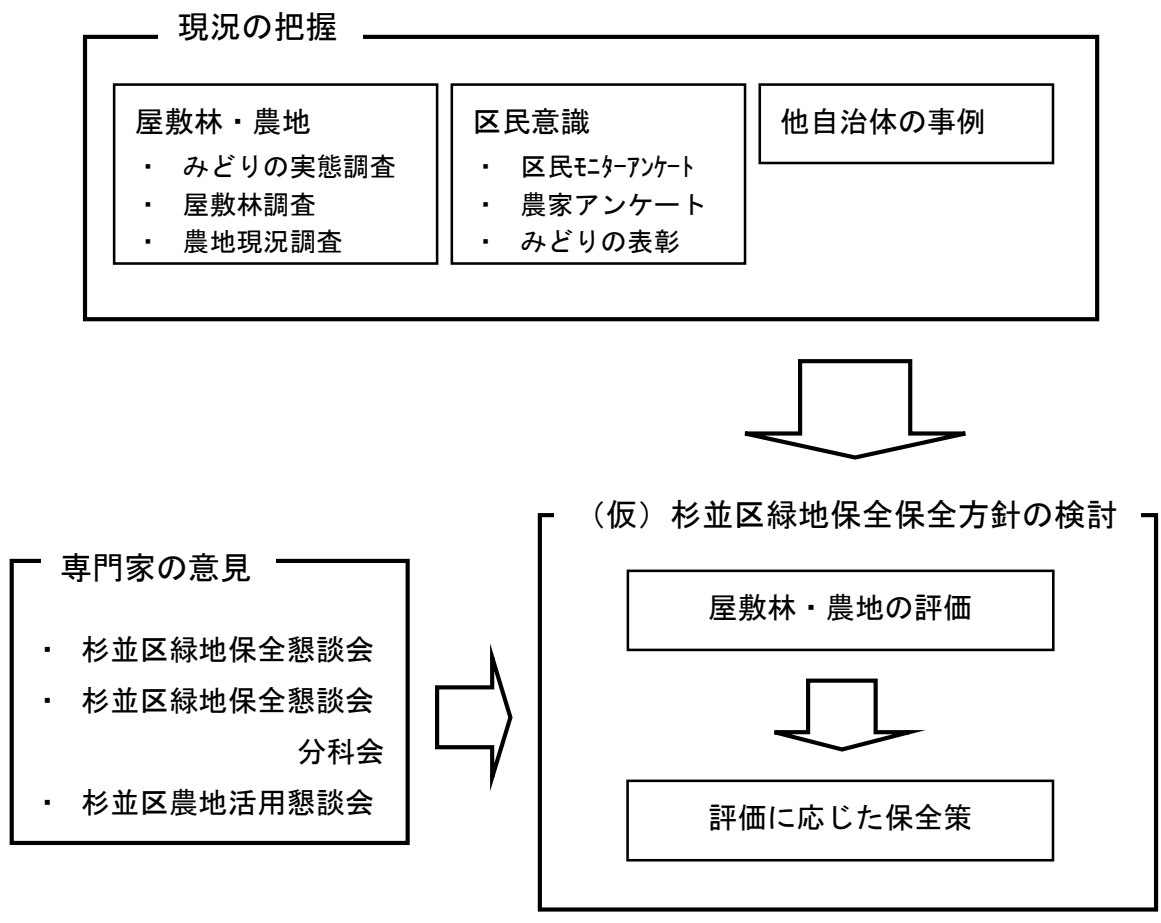 現況の把握
屋敷林・農地
・ みどりの実態調査
・ 屋敷林調査
・ 農地現況調査
区民意識
・ 区民ﾓﾆﾀｰｱﾝｹｰﾄ
・ 農家アンケート
・ みどりの表彰
他自治体の事例
専門家の意見
・ 杉並区緑地保全懇談会
・ 杉並区緑地保全懇談会
分科会
・ 杉並区農地活用懇談会
（仮）杉並区緑地保全保全方針の検討
屋敷林・農地の評価
評価に応じた保全策